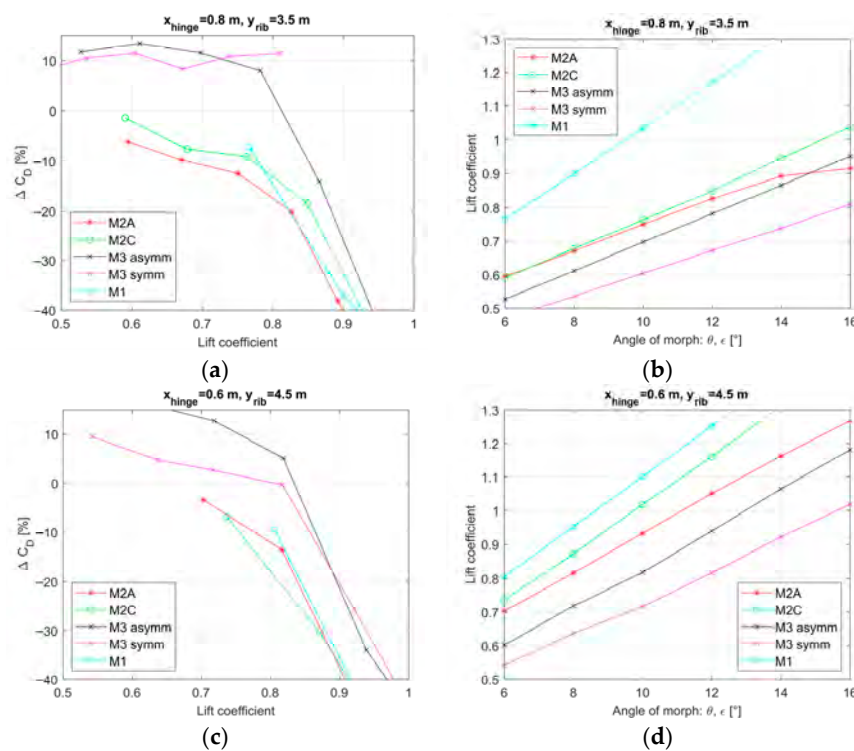 x_hinge=0.8 m, y_rib=3.5 m
10
0
-10
-20
-30
-40
Δ C_D [%]
M2A
M2C
M3 asymm
M3 symm
M1
0.5 0.6 0.7 0.8 0.9 1
Lift coefficient
(a)
x_hinge=0.8 m, y_rib=3.5 m
1.3
1.2
1.1
1
0.9
0.8
0.7
0.6
0.5
Lift coefficient
M2A
M2C
M3 asymm
M3 symm
M1
6 8 10 12 14 16
Angle of morph: θ, ϵ [°]
(b)
x_hinge=0.6 m, y_rib=4.5 m
10
0
-10
-20
-30
-40
Δ C_D [%]
M2A
M2C
M3 asymm
M3 symm
M1
0.5 0.6 0.7 0.8 0.9 1
Lift coefficient
(c)
x_hinge=0.6 m, y_rib=4.5 m
1.3
1.2
1.1
1
0.9
0.8
0.7
0.6
0.5
Lift coefficient
M2A
M2C
M3 asymm
M3 symm
M1
6 8 10 12 14 16
Angle of morph: θ, ϵ [°]
(d)